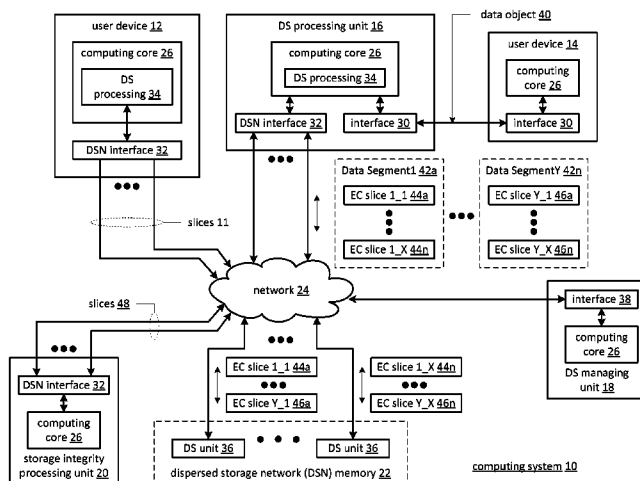 user device 12
computing core 26
DS processing 34
DSN interface 32
slices 11
DS processing unit 16
computing core 26
DS processing 34
DSN interface 32
interface 30
data object 40
user device 14
computing core 26
interface 30
Data Segment1 42a
EC slice 1_1 44a
EC slice 1_X 44n
Data SegmentY 42n
EC slice Y_1 46a
EC slice Y_X 46n
network 24
slices 48
interface 38
computing core 26
DS managing unit 18
DSN interface 32
computing core 26
storage integrity processing unit 20
EC slice 1_1 44a
EC slice Y_1 46a
EC slice 1_X 44n
EC slice Y_X 46n
DS unit 36
DS unit 36
dispersed storage network (DSN) memory 22
computing system 10